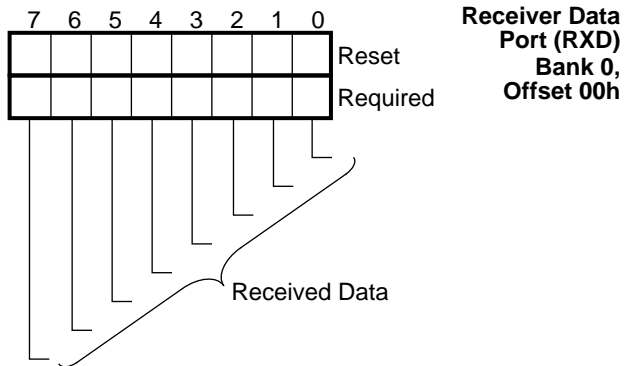 7 6 5 4 3 2 1 0
Reset
Required
Receiver Data
Port (RXD)
Bank 0,
Offset 00h
Received Data